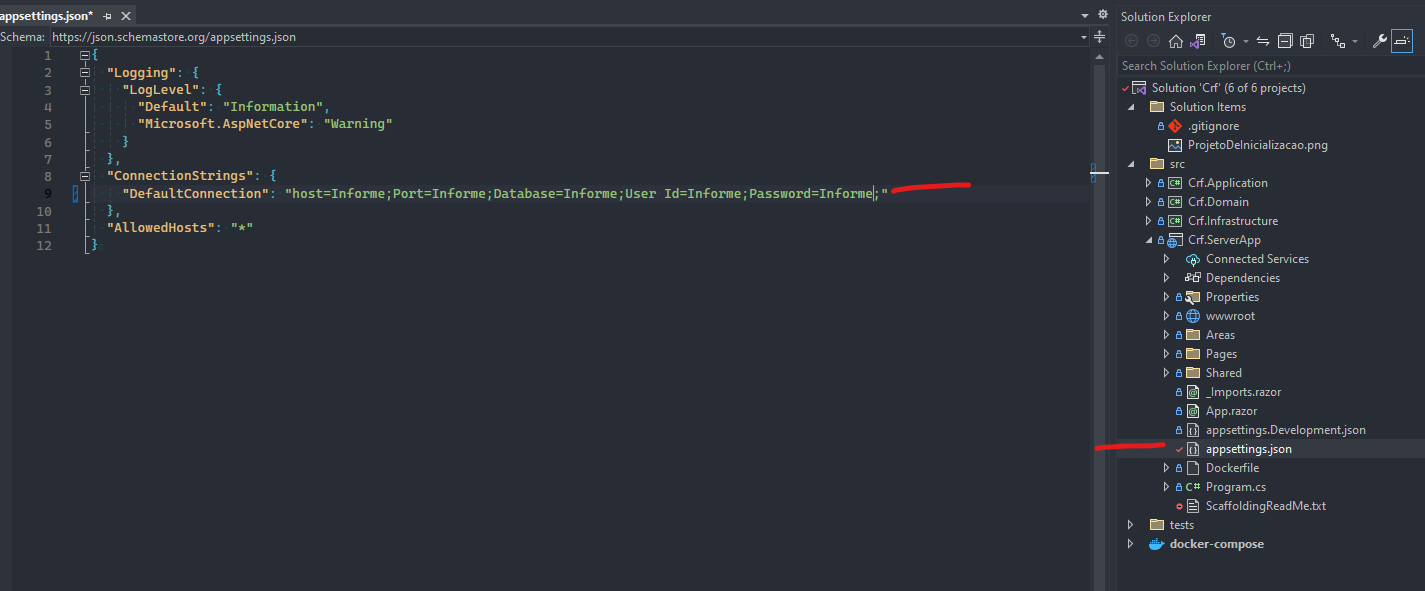 appsettings.json*
Schema: https://json.schemastore.org/appsettings.json
1 {
2 "Logging": {
3 "LogLevel": {
4 "Default": "Information",
5 "Microsoft.AspNetCore": "Warning"
6 }
7 },
8 "ConnectionStrings": {
9 "DefaultConnection": "host=Informe;Port=Informe;Database=Informe;User Id=Informe;Password=Informe;"
10 },
11 "AllowedHosts": "*"
12 }
Solution Explorer
Search Solution Explorer (Ctrl+;)
Solution 'Crf' (6 of 6 projects)
Solution Items
.gitignore
ProjetoDeInicializacao.png
src
C# Crf.Application
C# Crf.Domain
C# Crf.Infrastructure
Crf.ServerApp
Connected Services
Dependencies
Properties
wwwroot
Areas
Pages
Shared
_Imports.razor
App.razor
appsettings.Development.json
appsettings.json
Dockerfile
C# Program.cs
ScaffoldingReadMe.txt
tests
docker-compose